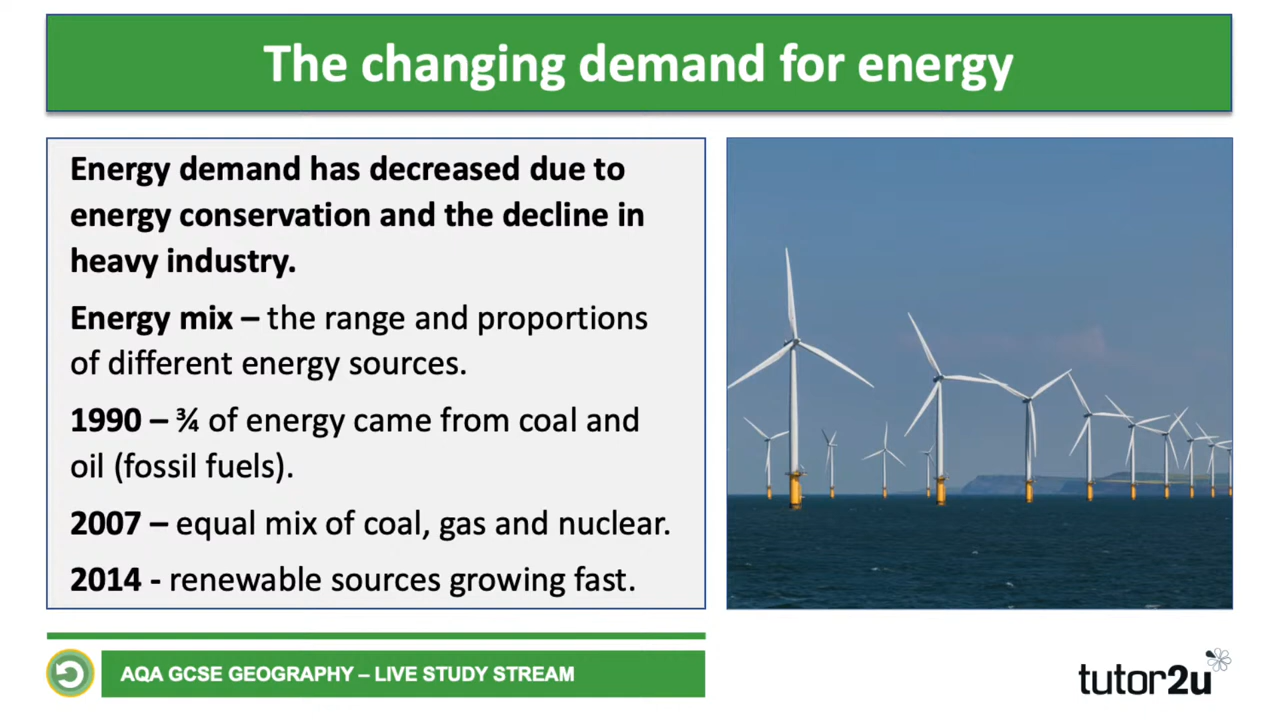 The changing demand for energy
Energy demand has decreased due to
energy conservation and the decline in
heavy industry.
Energy mix – the range and proportions
of different energy sources.
1990 – ¾ of energy came from coal and
oil (fossil fuels).
2007 – equal mix of coal, gas and nuclear.
2014 - renewable sources growing fast.
AQA GCSE GEOGRAPHY – LIVE STUDY STREAM
tutor2u